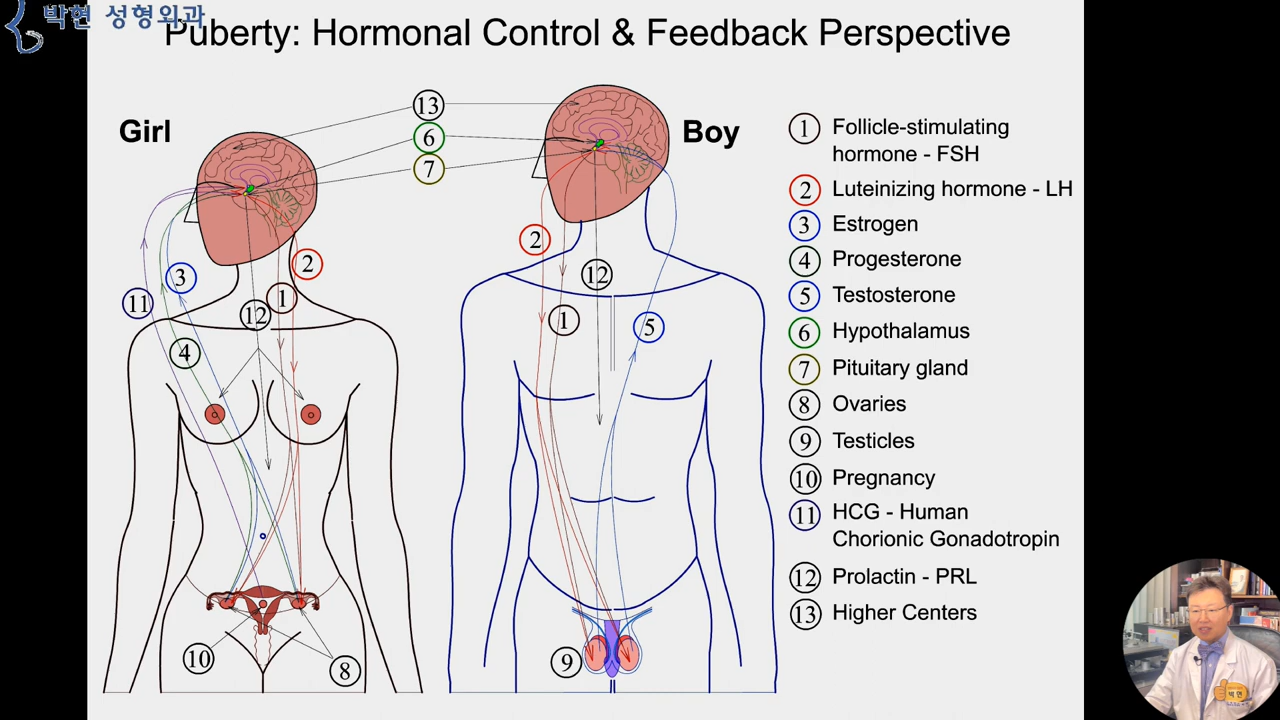 박현 성형외과
Puberty: Hormonal Control & Feedback Perspective
Girl
Boy
13
6
7
2
1
12
3
11
4
10
8
2
12
1
5
9
1 Follicle-stimulating
hormone - FSH
2 Luteinizing hormone - LH
3 Estrogen
4 Progesterone
5 Testosterone
6 Hypothalamus
7 Pituitary gland
8 Ovaries
9 Testicles
10 Pregnancy
11 HCG - Human
Chorionic Gonadotropin
12 Prolactin - PRL
13 Higher Centers
박현